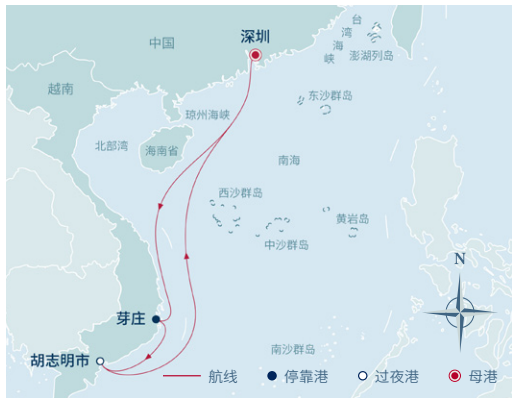 深圳
中国
台湾海峡
澎湖列岛
越南
东沙群岛
琼州海峡
北部湾
海南省
南海
西沙群岛
黄岩岛
中沙群岛
N
芽庄
胡志明市
南沙群岛
航线
停靠港
过夜港
母港